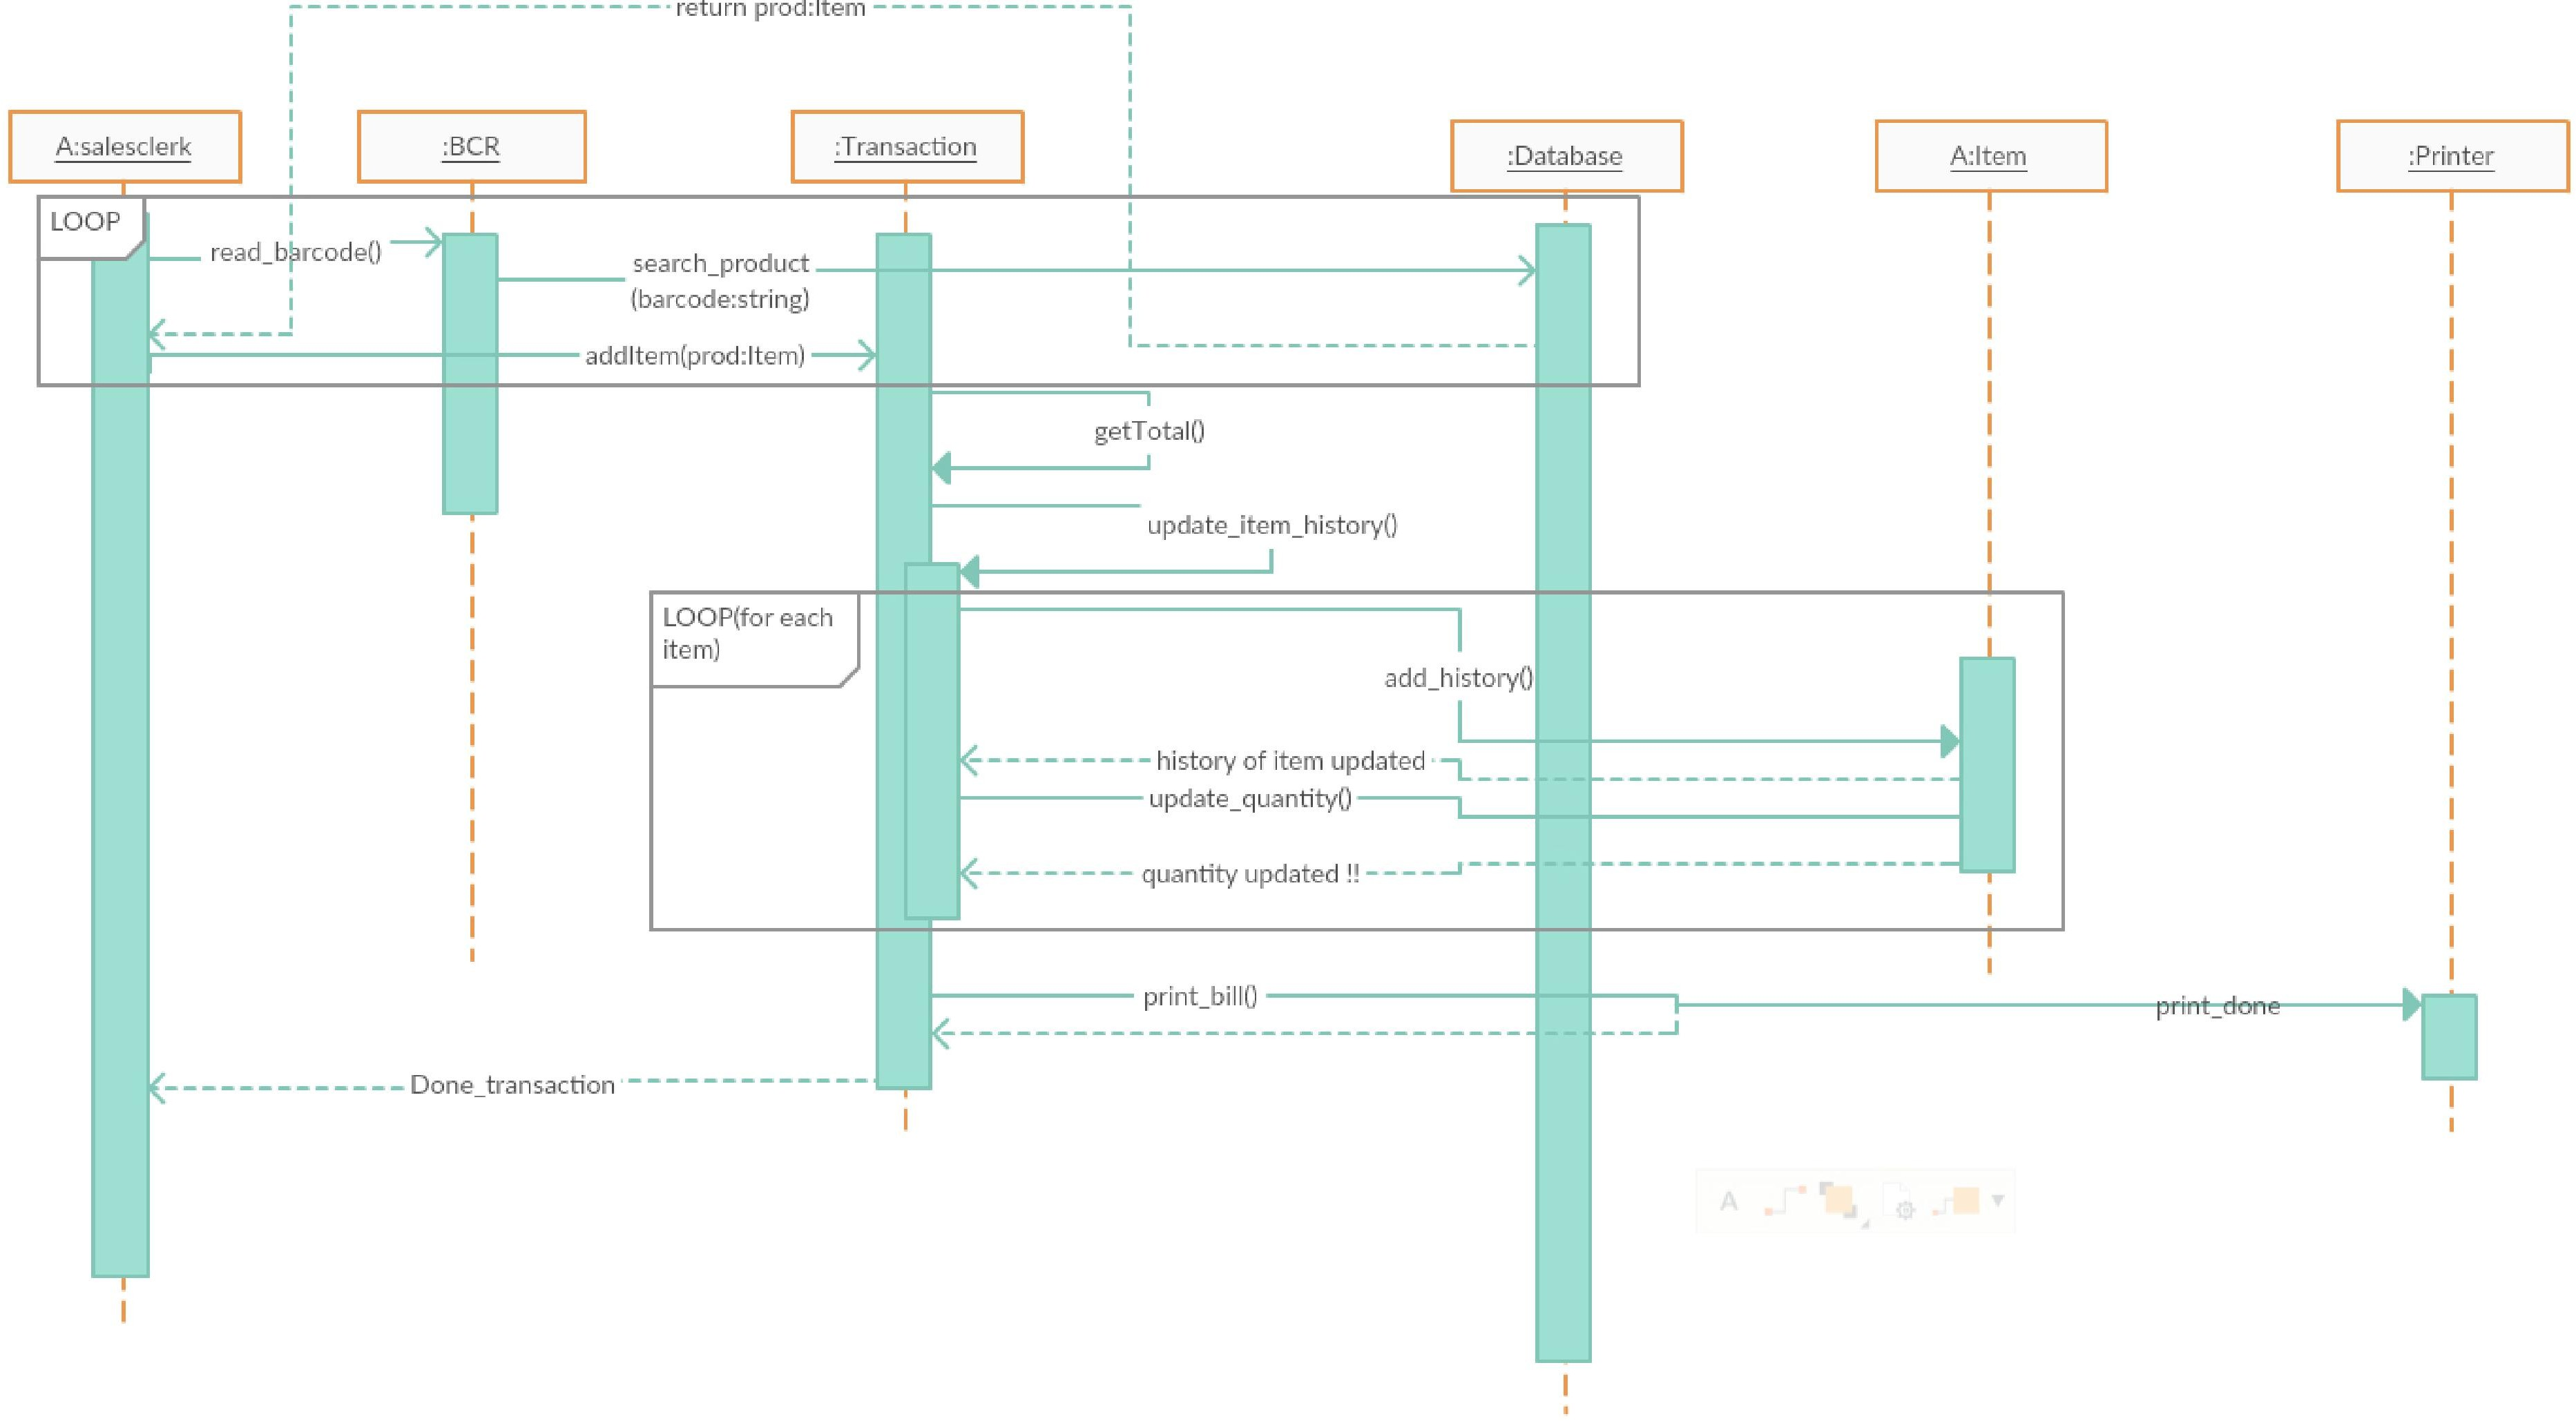 return prod:Item
A:salesclerk
:BCR
:Transaction
:Database
A:Item
:Printer
LOOP
read_barcode()
search_product
(barcode:string)
addItem(prod:Item)
getTotal()
update_item_history()
LOOP(for each
item)
add_history()
history of item updated
update_quantity()
quantity updated !!
print_bill()
print_done
Done_transaction
A